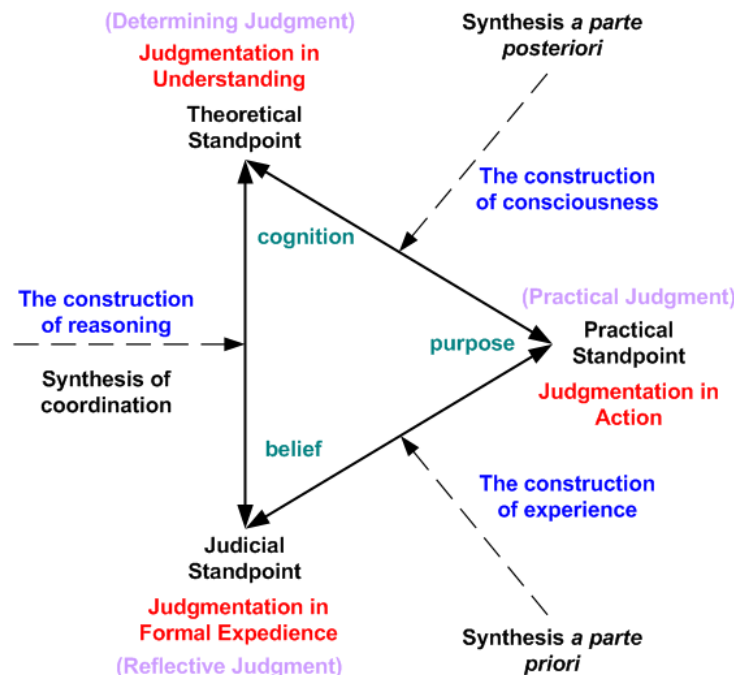 (Determining Judgment)
Judgmentation in
Understanding
Theoretical
Standpoint
Synthesis a parte
posteriori
The construction
of consciousness
cognition
The construction
of reasoning
Synthesis of
coordination
(Practical Judgment)
Practical
Standpoint
purpose
Judgmentation in
Action
belief
The construction
of experience
Judicial
Standpoint
Judgmentation in
Formal Expedience
(Reflective Judgment)
Synthesis a parte
priori